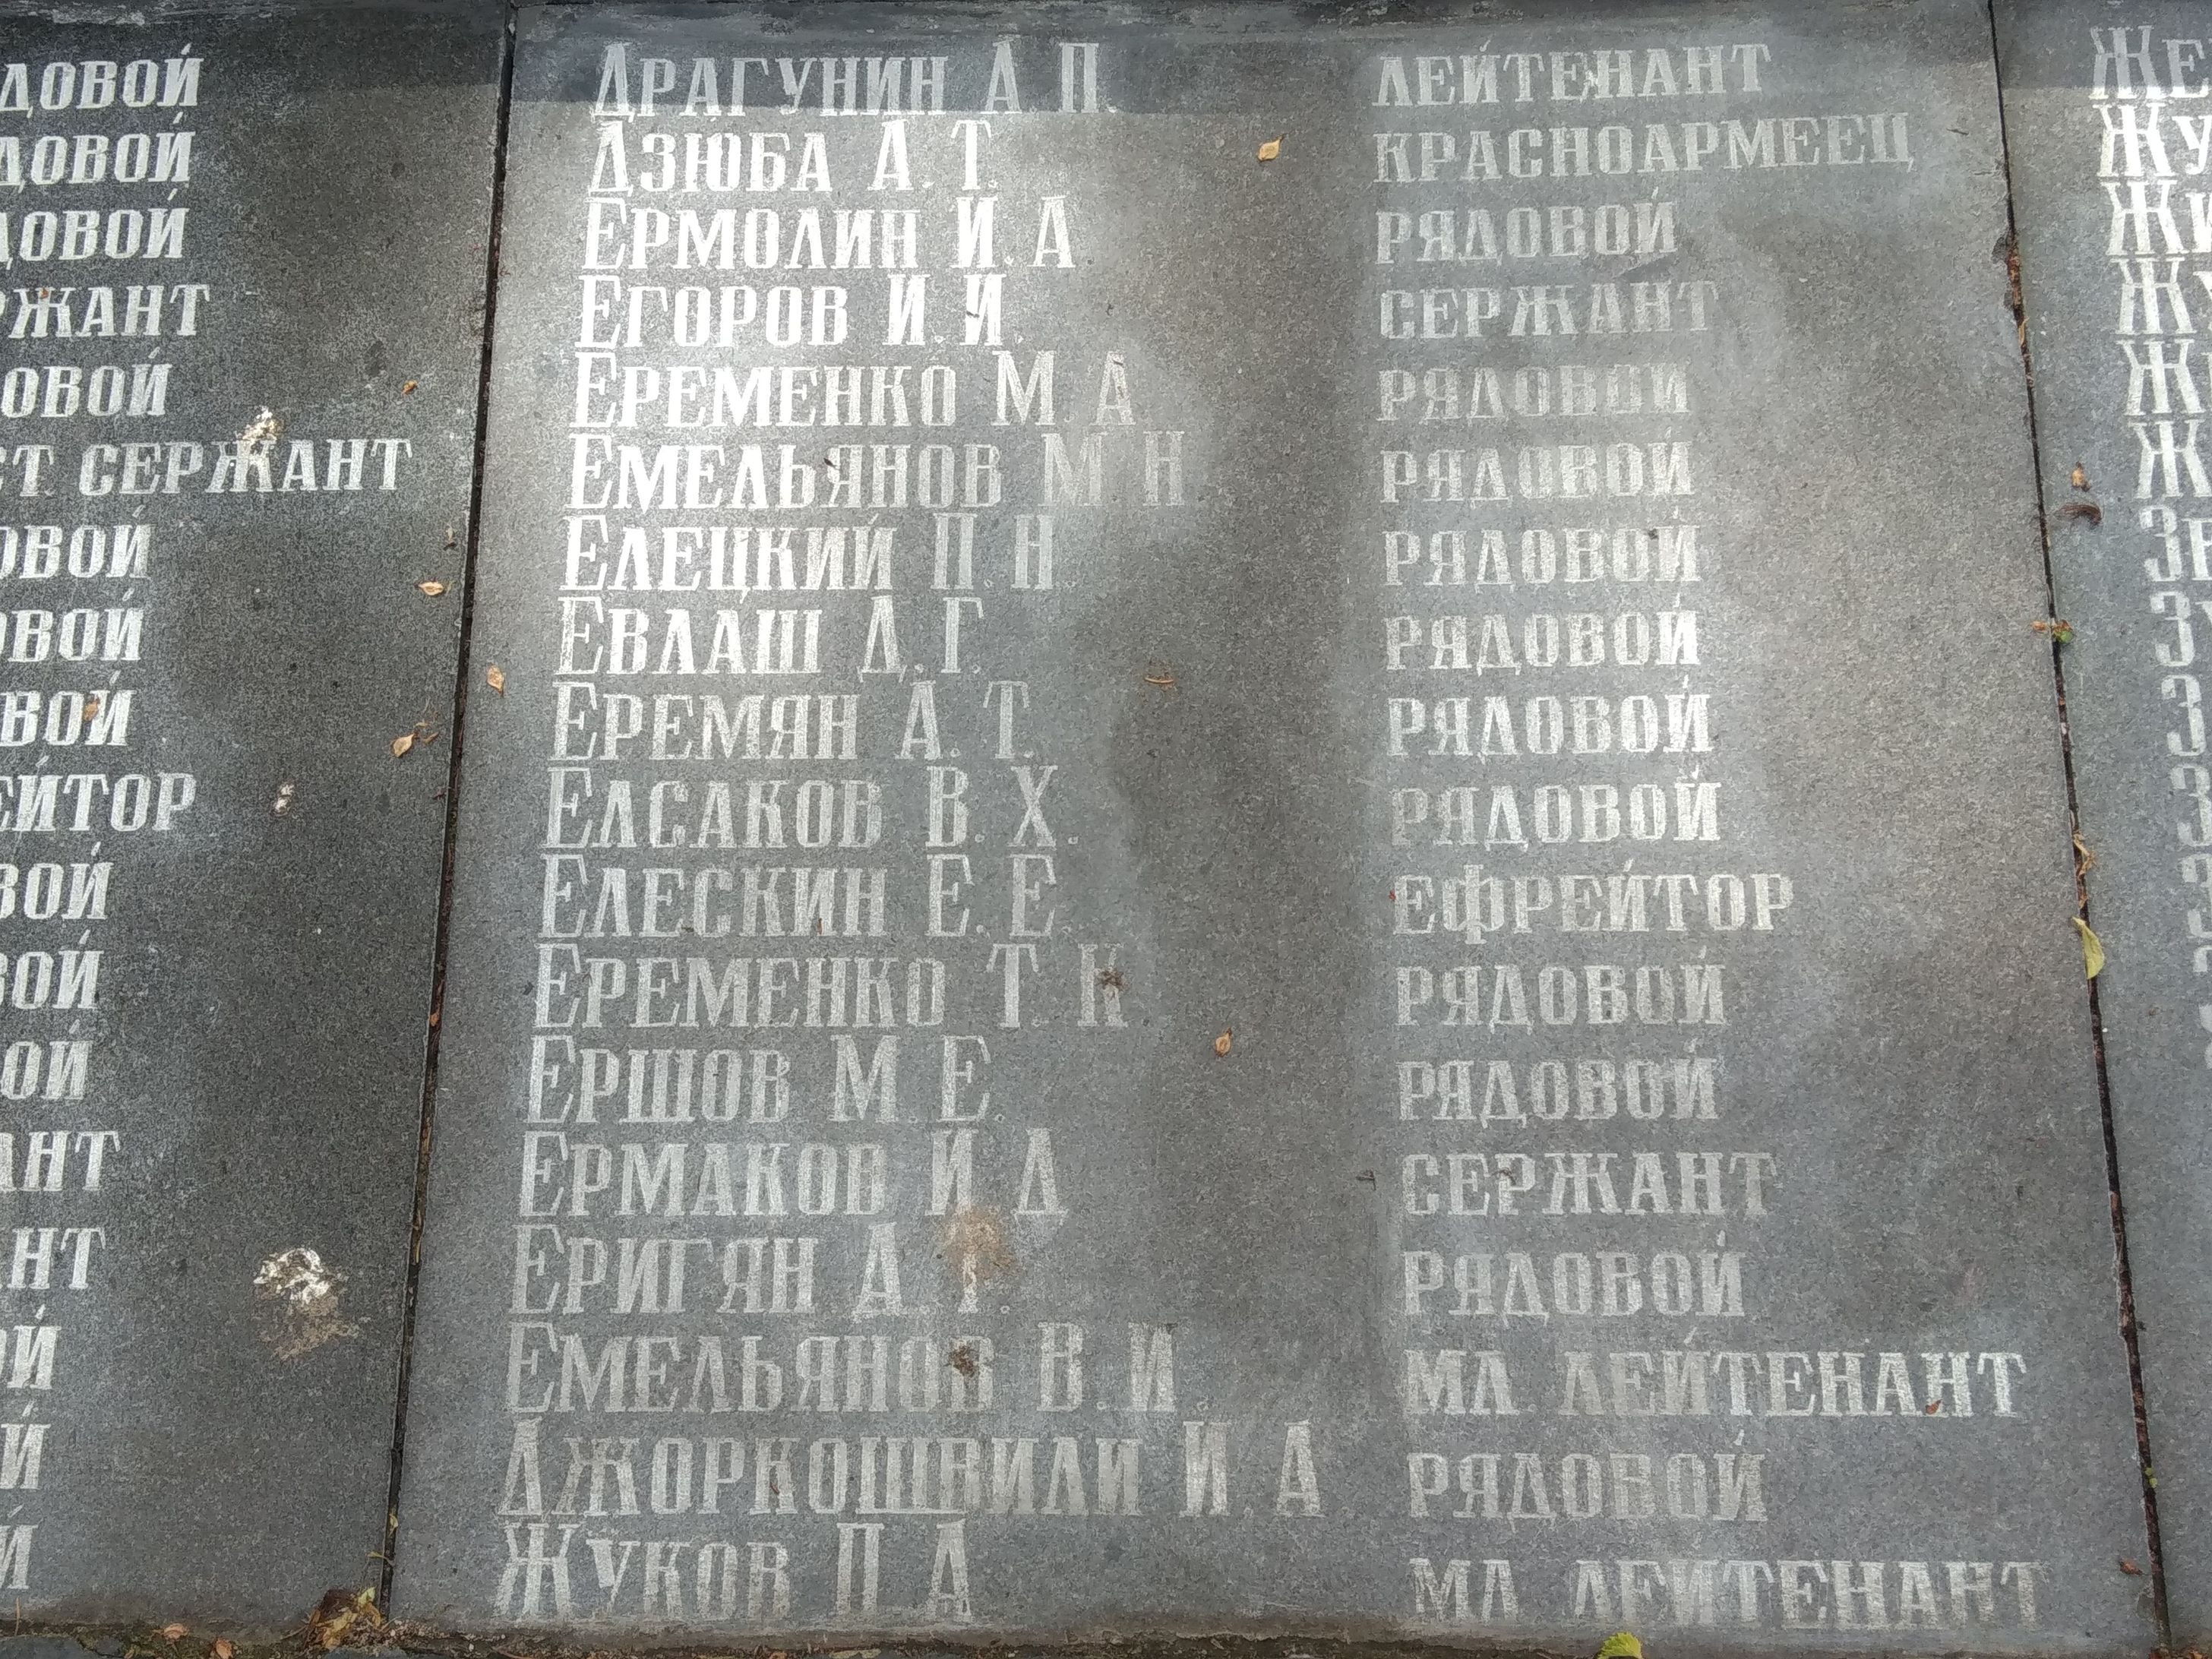 ДРАГУНИН А.П. ЛЕЙТЕНАНТ
ДЗЮБА А.Т. КРАСНОАРМЕЕЦ
ЕРМОЛИН И.А РЯДОВОЙ
ЕГОРОВ И.И. СЕРЖАНТ
ЕРЕМЕНКО М.А РЯДОВОЙ
СТ. СЕРЖАНТ ЕМЕЛЬЯНОВ М Н РЯДОВОЙ
ЕЛЕЦКИЙ П.Н. РЯДОВОЙ
ЕВЛАШ Д.Г. РЯДОВОЙ
ЕРЕМЯН А.Т. РЯДОВОЙ
ЕЛСАКОВ В.Х. РЯДОВОЙ
ЕЛЕСКИН Е.Е. ЕФРЕЙТОР
ЕРЕМЕНКО Т.К РЯДОВОЙ
ЕРШОВ М.Е. РЯДОВОЙ
ЕРМАКОВ И.Д СЕРЖАНТ
ЕРИГЯН А.Т. РЯДОВОЙ
ЕМЕЛЬЯНОВ В.И. МЛ. ЛЕЙТЕНАНТ
ДЖОРКОШВИЛИ И.А РЯДОВОЙ
ЖУКОВ П.А МЛ ЛЕЙТЕНАНТ